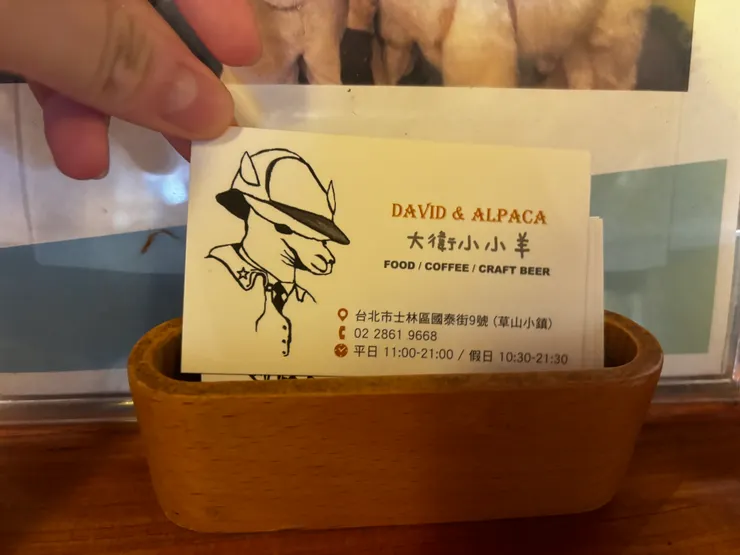 DAVID & ALPACA
大衛小小羊
FOOD / COFFEE / CRAFT BEER
台北市士林區國泰街9號 (草山小鎮)
02 2861 9668
平日 11:00-21:00 / 假日 10:30-21:30